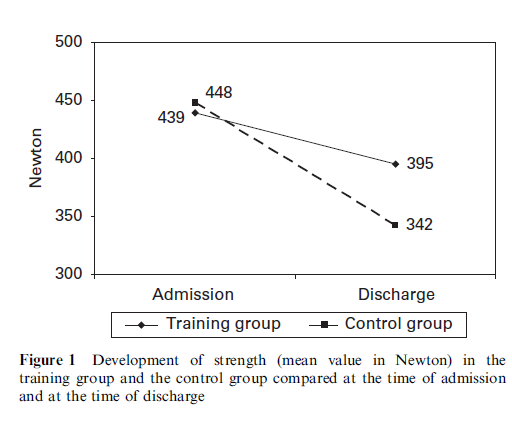 500
450
400
350
300
Newton
448
439
395
342
Admission Discharge
Training group Control group
Figure 1 Development of strength (mean value in Newton) in the
training group and the control group compared at the time of admission
and at the time of discharge